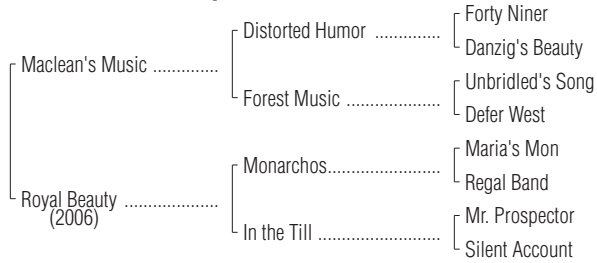 Forty Niner
Distorted Humor ..............
Danzig's Beauty
Maclean's Music ..............
Unbridled's Song
Forest Music ....................
Defer West
Maria's Mon
Monarchos........................
Regal Band
Royal Beauty ....................
(2006)
Mr. Prospector
In the Till ..........................
Silent Account